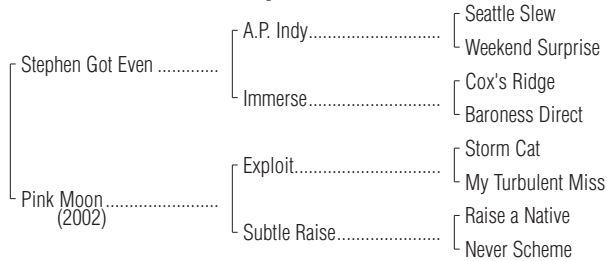 Seattle Slew
A.P. Indy..............................
Weekend Surprise
Stephen Got Even .............
Cox's Ridge
Immerse..............................
Baroness Direct
Storm Cat
Exploit.................................
My Turbulent Miss
Pink Moon.........................
(2002)
Raise a Native
Subtle Raise.......................
Never Scheme